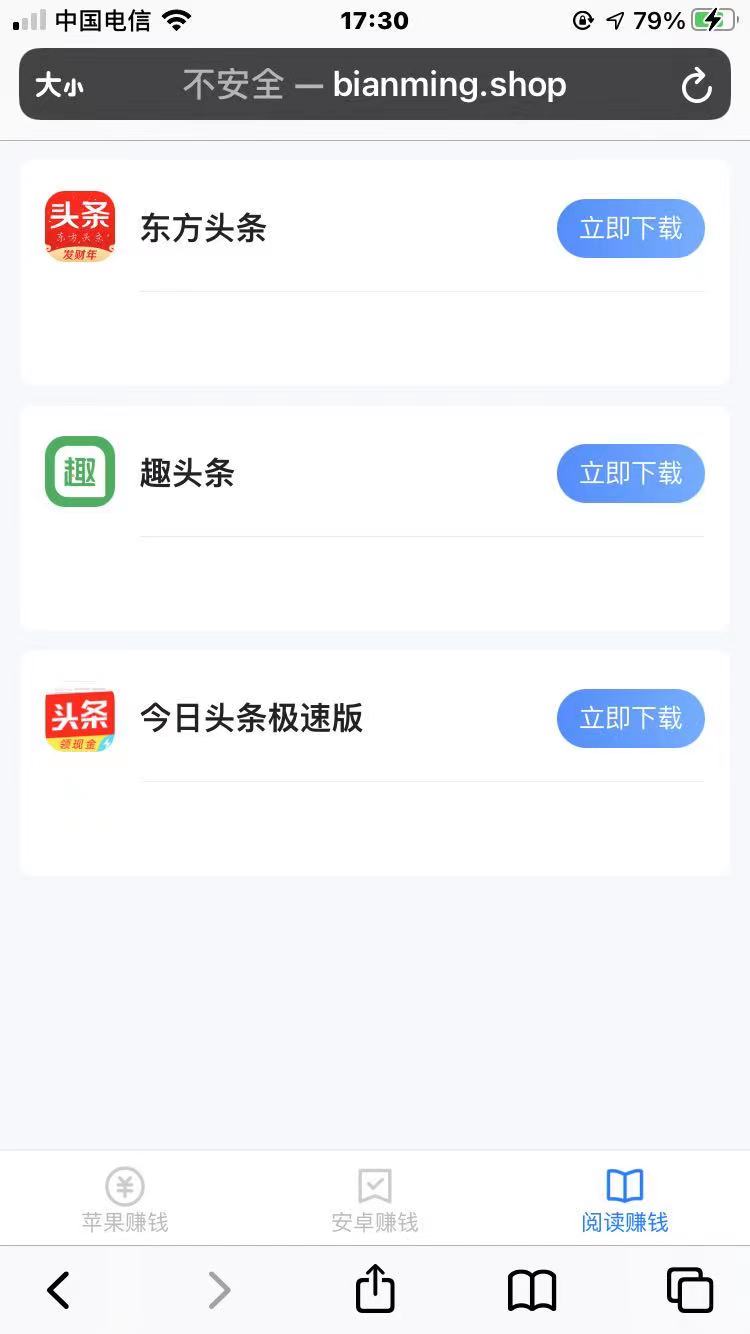 中国电信 17:30 79%
大小 不安全 — bianming.shop
头条
东方头条
发财年
东方头条 立即下载
趣
趣头条 立即下载
头条
领现金
今日头条极速版 立即下载
¥
苹果赚钱 安卓赚钱 阅读赚钱